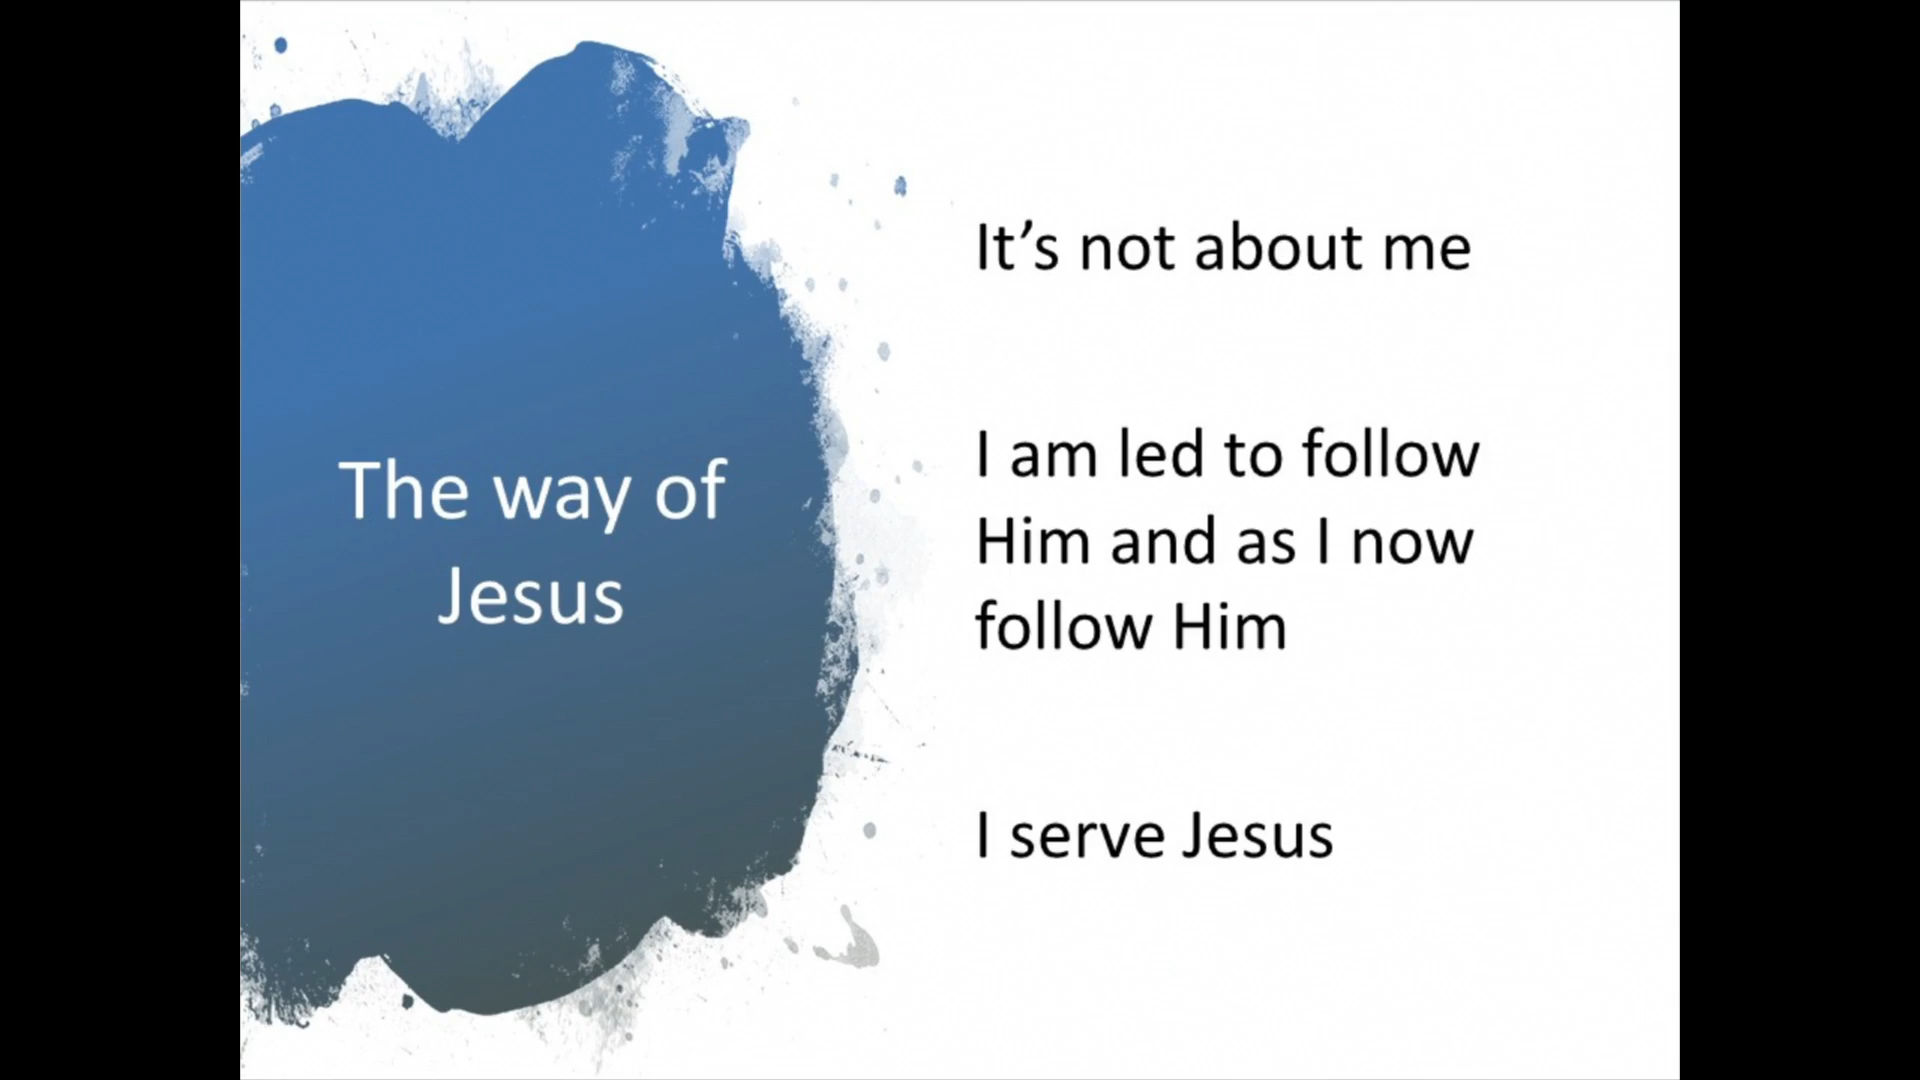 The way of
Jesus
It’s not about me
I am led to follow
Him and as I now
follow Him
I serve Jesus